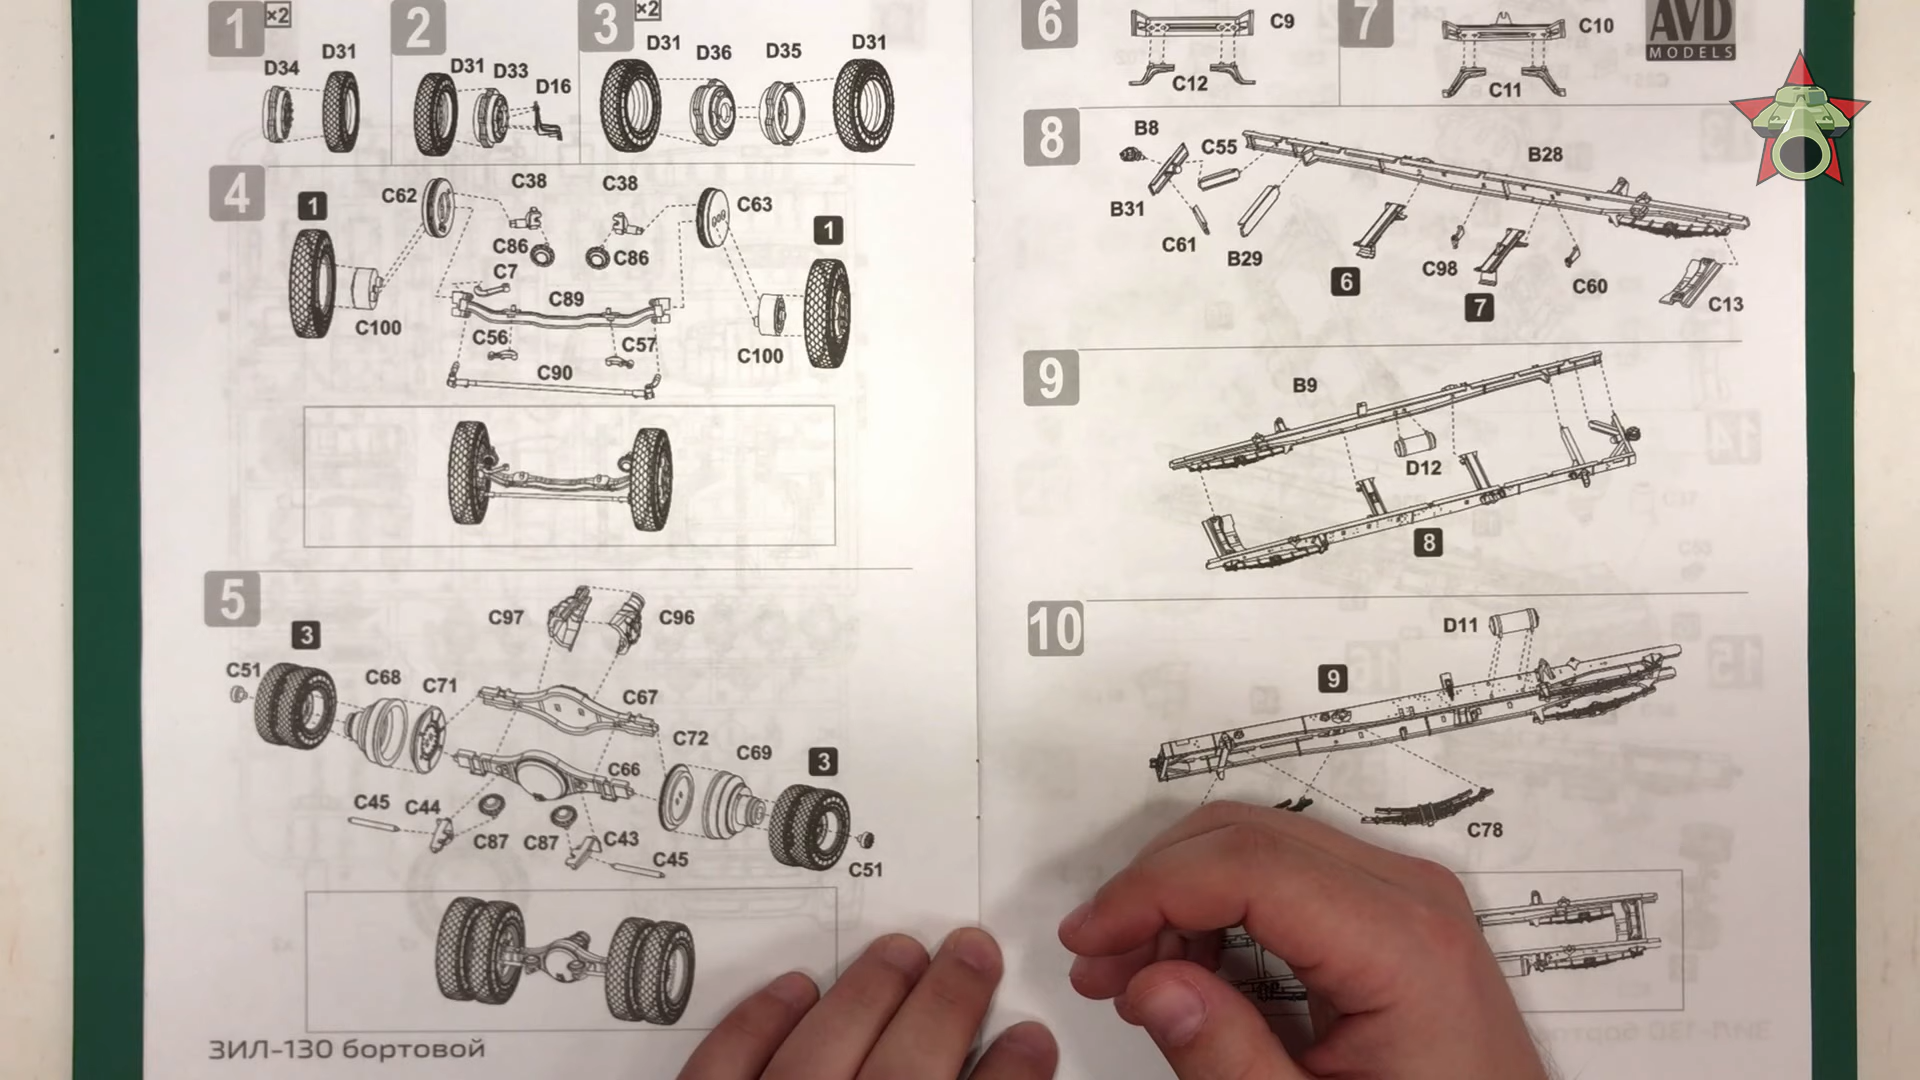 1 ×2
D34
D31
2
D31
D33
D16
3 ×2
D31
D36
D35
D31
4
1
C62
C38
C38
C63
1
C86
C86
C7
C89
C100
C56
C57
C100
C90
5
C97
C96
3
C51
C68
C71
C67
C72
C69
3
C66
C45
C44
C87
C87
C43
C45
C51
ЗИЛ-130 бортовой
6
C9
C12
7
C10
C11
AVD
MODELS
8
B8
C55
B28
B31
C61
B29
6
C98
7
C60
C13
9
B9
D12
8
10
D11
9
C78